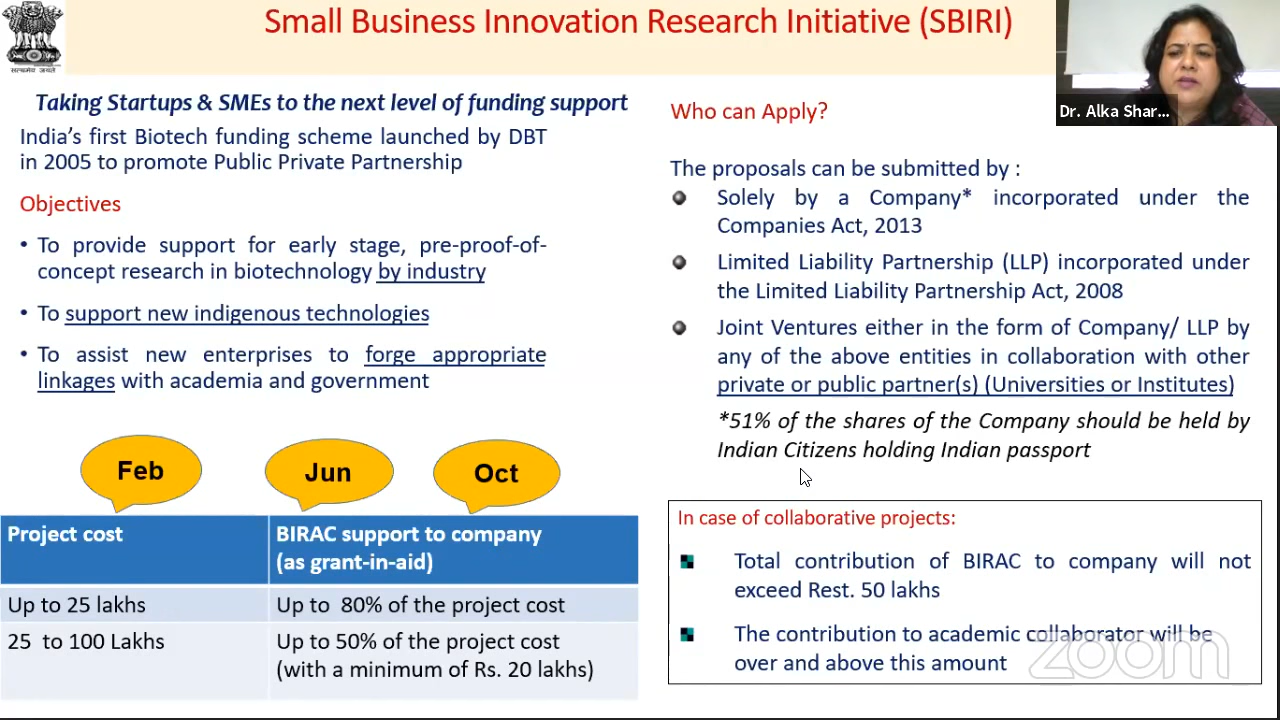 Small Business Innovation Research Initiative (SBIRI)
सत्यमेव जयते
Dr. Alka Shar...
Taking Startups & SMEs to the next level of funding support
India's first Biotech funding scheme launched by DBT
in 2005 to promote Public Private Partnership
Objectives
• To provide support for early stage, pre-proof-of-
concept research in biotechnology by industry
• To support new indigenous technologies
• To assist new enterprises to forge appropriate
linkages with academia and government
Feb
Jun
Oct
Project cost
BIRAC support to company
(as grant-in-aid)
Up to 25 lakhs
Up to 80% of the project cost
25 to 100 Lakhs
Up to 50% of the project cost
(with a minimum of Rs. 20 lakhs)
Who can Apply?
The proposals can be submitted by :
Solely by a Company* incorporated under the
Companies Act, 2013
Limited Liability Partnership (LLP) incorporated under
the Limited Liability Partnership Act, 2008
Joint Ventures either in the form of Company/ LLP by
any of the above entities in collaboration with other
private or public partner(s) (Universities or Institutes)
*51% of the shares of the Company should be held by
Indian Citizens holding Indian passport
In case of collaborative projects:
Total contribution of BIRAC to company will not
exceed Rest. 50 lakhs
The contribution to academic collaborator will be
over and above this amount
zoom